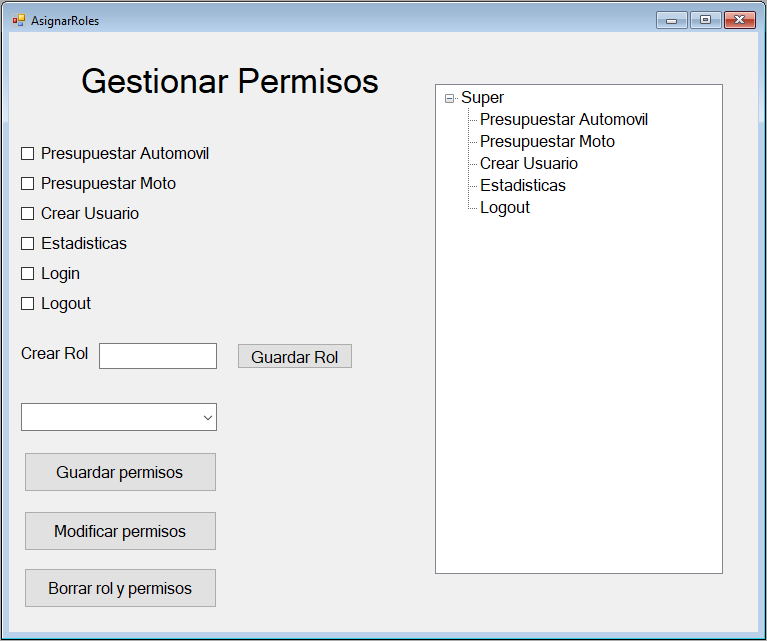 AsignarRoles
Gestionar Permisos
Presupuestar Automovil
Presupuestar Moto
Crear Usuario
Estadisticas
Login
Logout
Crear Rol
Guardar Rol
Guardar permisos
Modificar permisos
Borrar rol y permisos
Super
Presupuestar Automovil
Presupuestar Moto
Crear Usuario
Estadisticas
Logout